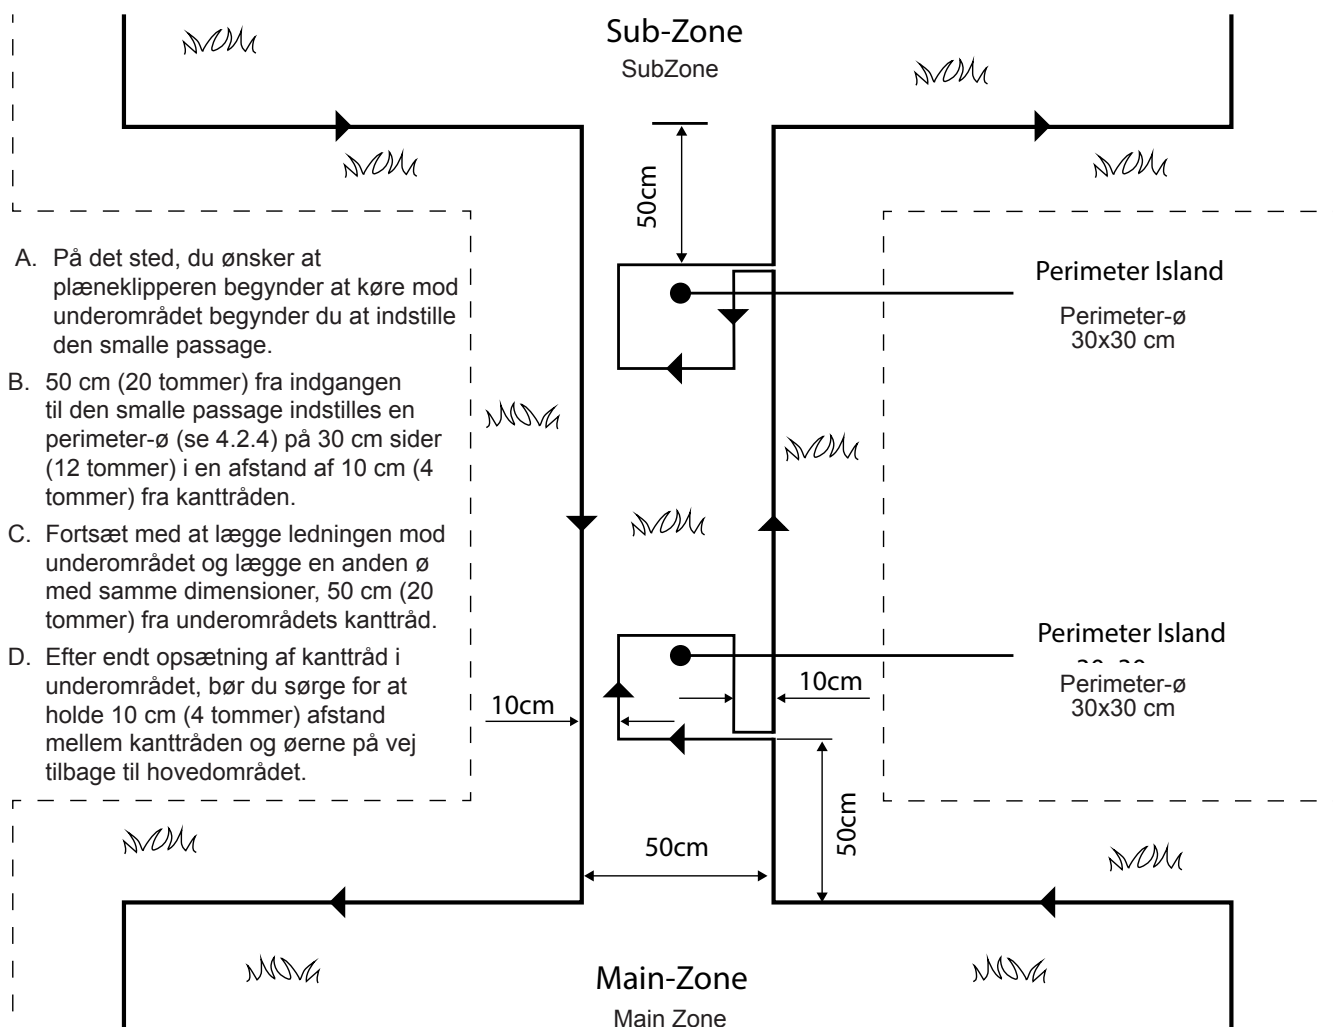 Sub-Zone
SubZone
50cm
A. På det sted, du ønsker at
plæneklipperen begynder at køre mod
underområdet begynder du at indstille
den smalle passage.
B. 50 cm (20 tommer) fra indgangen
til den smalle passage indstilles en
perimeter-ø (se 4.2.4) på 30 cm sider
(12 tommer) i en afstand af 10 cm (4
tommer) fra kanttråden.
C. Fortsæt med at lægge ledningen mod
underområdet og lægge en anden ø
med samme dimensioner, 50 cm (20
tommer) fra underområdets kanttråd.
D. Efter endt opsætning af kanttråd i
underområdet, bør du sørge for at
holde 10 cm (4 tommer) afstand
mellem kanttråden og øerne på vej
tilbage til hovedområdet.
Perimeter Island
Perimeter-ø
30x30 cm
Perimeter Island
Perimeter-ø
30x30 cm
10cm
10cm
50cm
50cm
Main-Zone
Main Zone